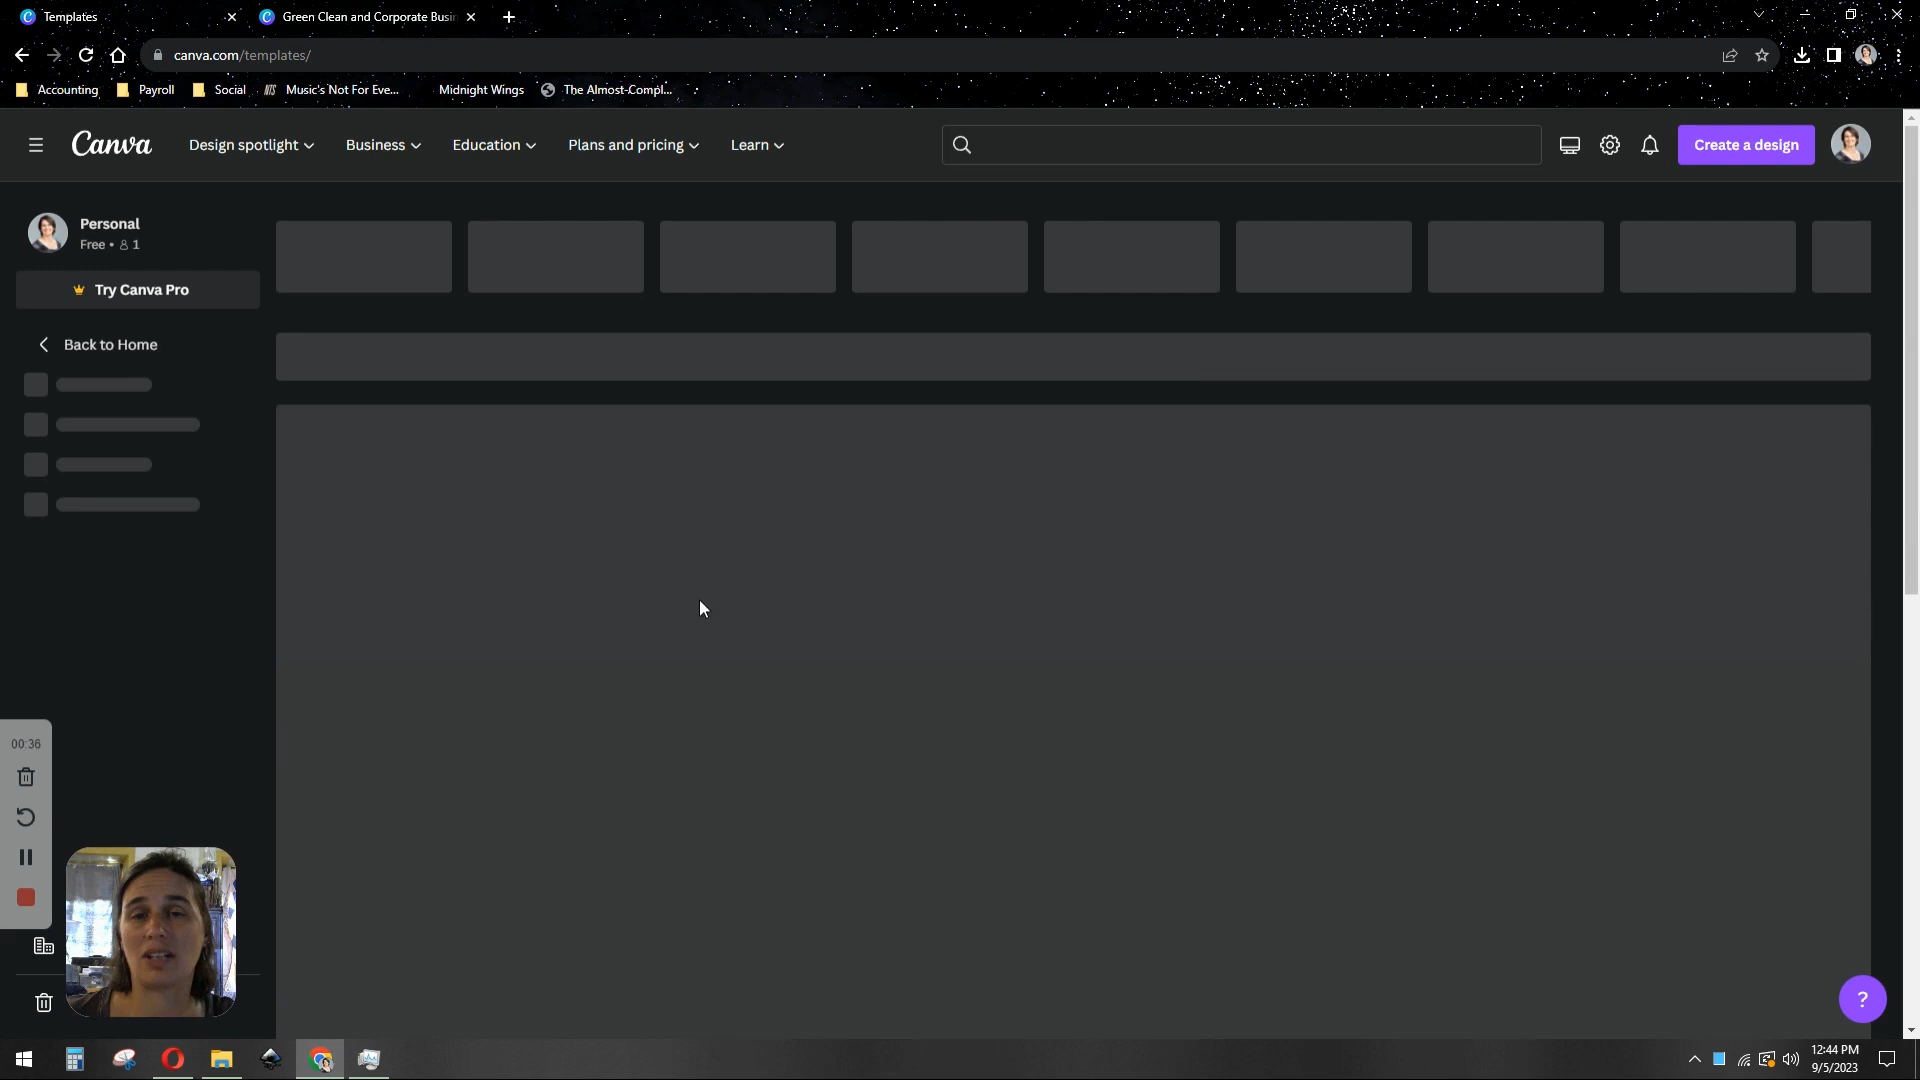 Templates
Green Clean and Corporate Busi
canva.com/templates/
Accounting
Payroll
Social
Music's Not For Eve...
Midnight Wings
The Almost-Compl...
Canva
Design spotlight
Business
Education
Plans and pricing
Learn
Create a design
Personal
Free • 1
Try Canva Pro
Back to Home
00:36
?
12:44 PM
9/5/2023